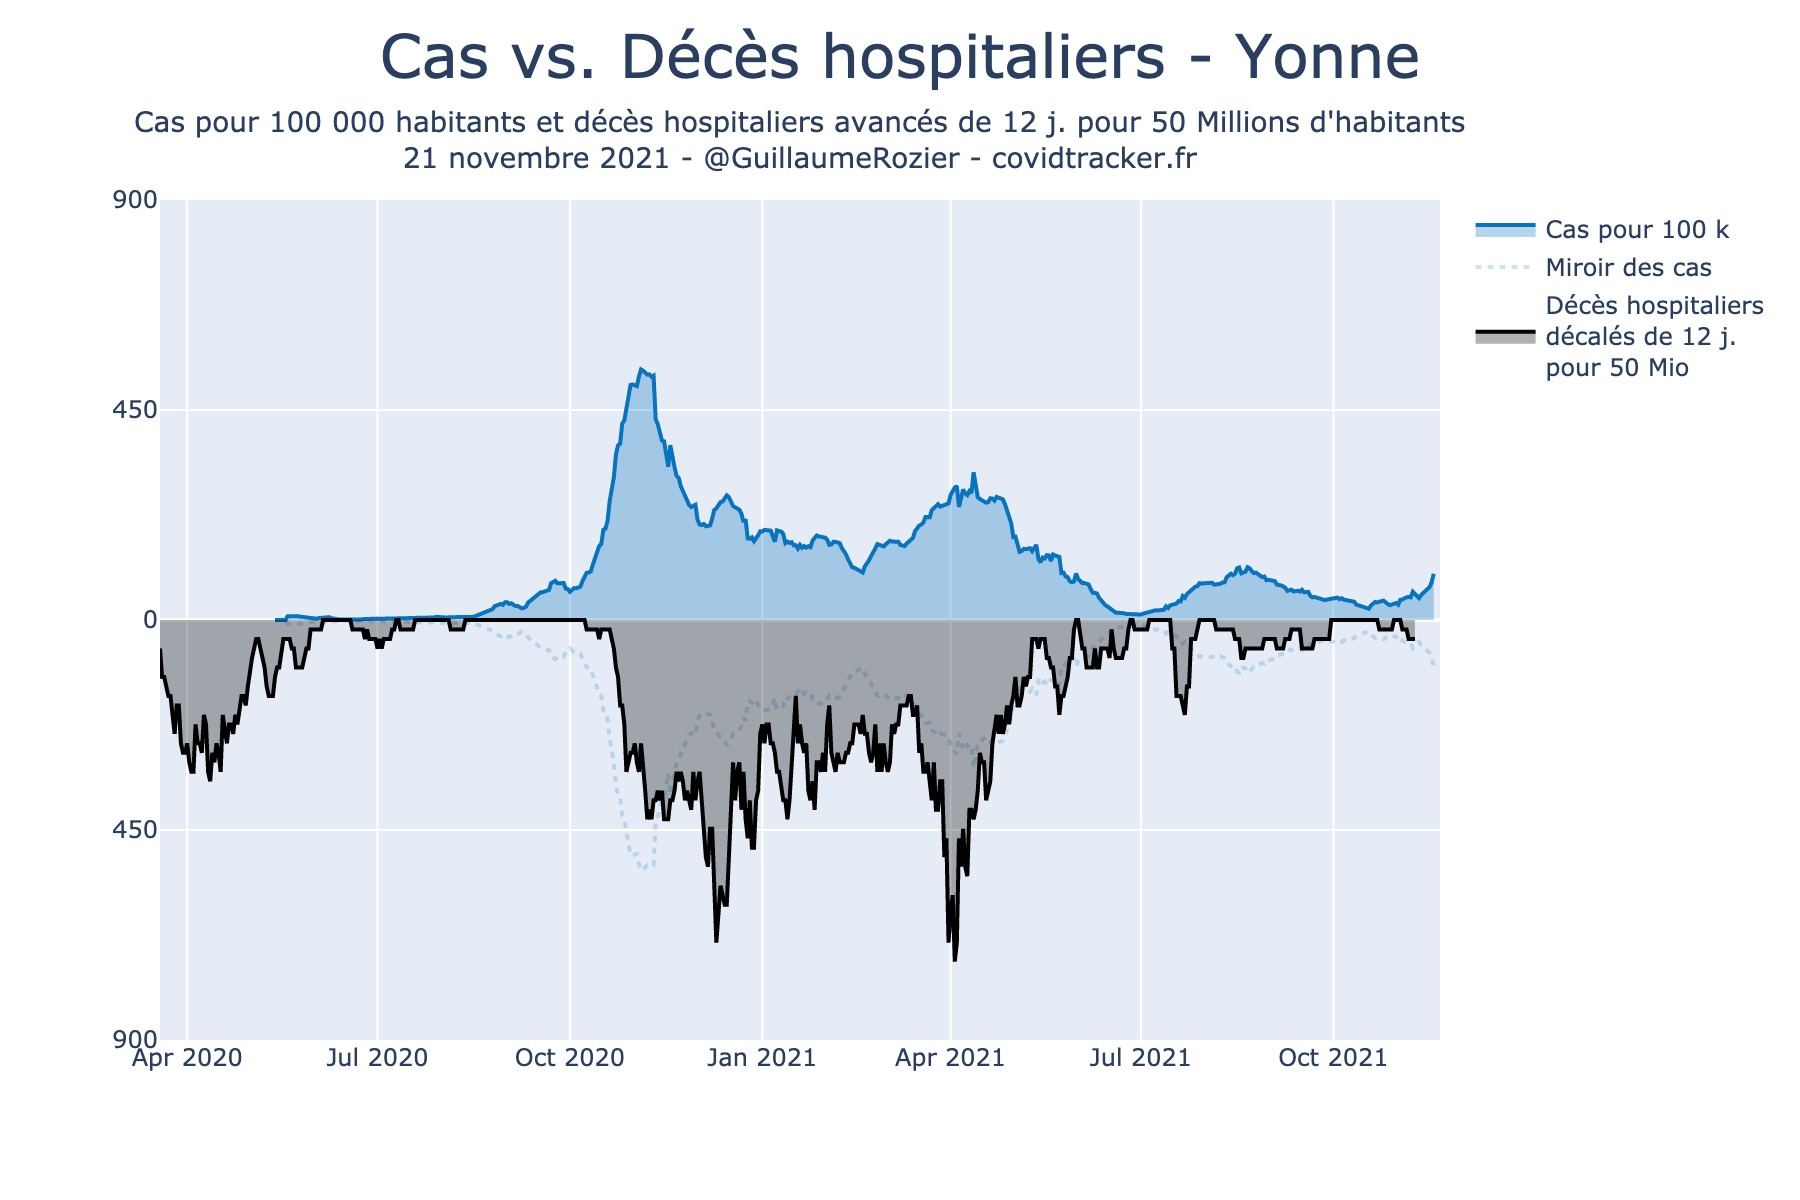 Cas vs. Décès hospitaliers - Yonne
Cas pour 100 000 habitants et décès hospitaliers avancés de 12 j. pour 50 Millions d'habitants
21 novembre 2021 - @GuillaumeRozier - covidtracker.fr
900
450
0
450
900
Apr 2020
Jul 2020
Oct 2020
Jan 2021
Apr 2021
Jul 2021
Oct 2021
Cas pour 100 k
Miroir des cas
Décès hospitaliers
décalés de 12 j.
pour 50 Mio